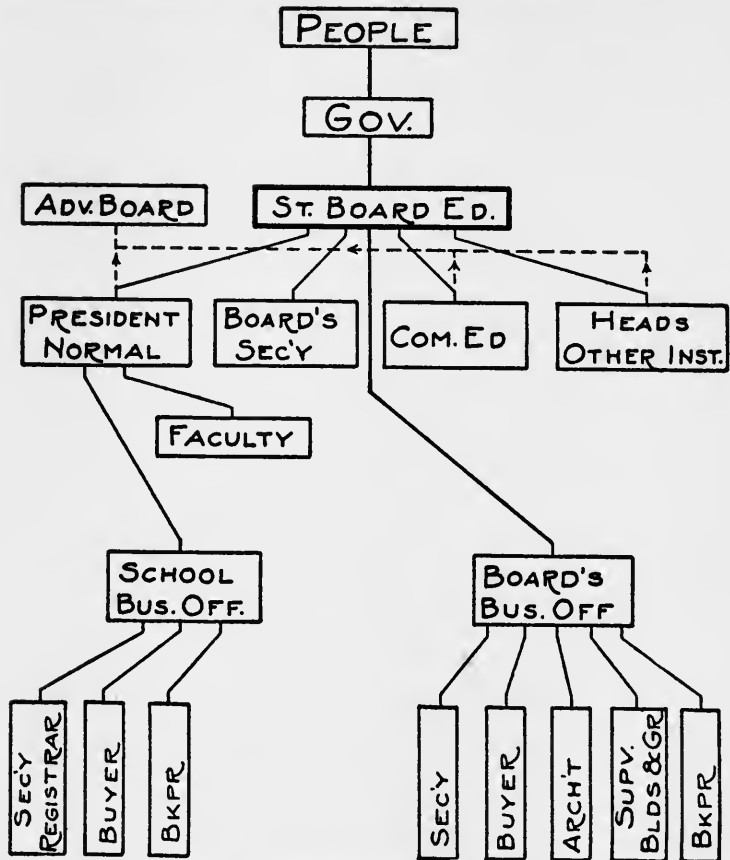 PEOPLE
GOV.
ADV. BOARD
ST. BOARD ED.
PRESIDENT
NORMAL
BOARD'S
SEC'Y
COM. ED
HEADS
OTHER INST.
FACULTY
SCHOOL
BUS. OFF.
BOARD'S
BUS. OFF
SEC'Y
REGISTRAR
BUYER
BKPR
SEC'Y
BUYER
ARCH'T
SUPV.
BLDS & GR
BKPR